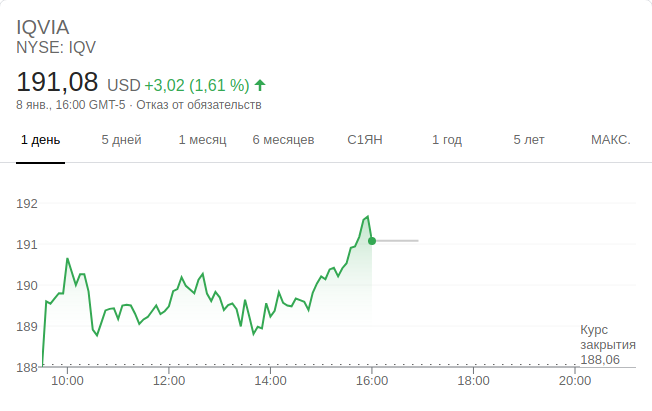 IQVIA
NYSE: IQV
191,08 USD +3,02 (1,61 %)
8 янв., 16:00 GMT-5 · Отказ от обязательств
1 день 5 дней 1 месяц 6 месяцев С1ЯН 1 год 5 лет МАКС.
192
191
190
189
Курс
закрытия
188,06
188
10:00 12:00 14:00 16:00 18:00 20:00